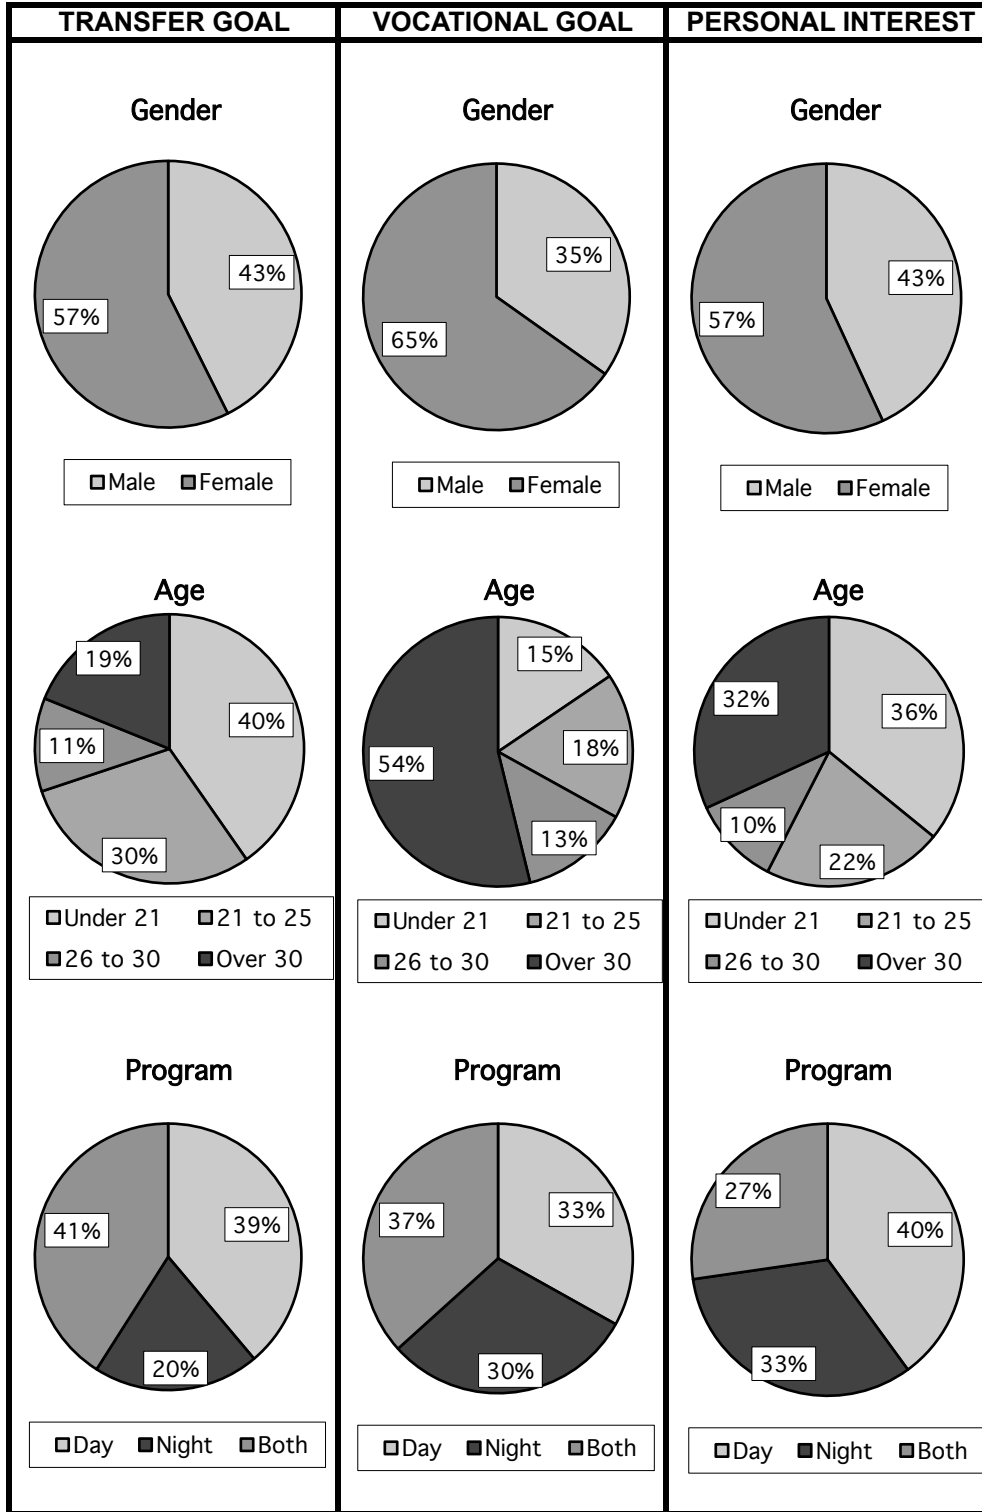 TRANSFER GOAL
VOCATIONAL GOAL
PERSONAL INTEREST
Gender
43%
57%
Male Female
Gender
35%
65%
Male Female
Gender
43%
57%
Male Female
Age
19%
40%
11%
30%
Under 21 21 to 25
26 to 30 Over 30
Age
15%
18%
54%
13%
Under 21 21 to 25
26 to 30 Over 30
Age
32%
36%
10%
22%
Under 21 21 to 25
26 to 30 Over 30
Program
41%
39%
20%
Day Night Both
Program
37%
33%
30%
Day Night Both
Program
27%
40%
33%
Day Night Both